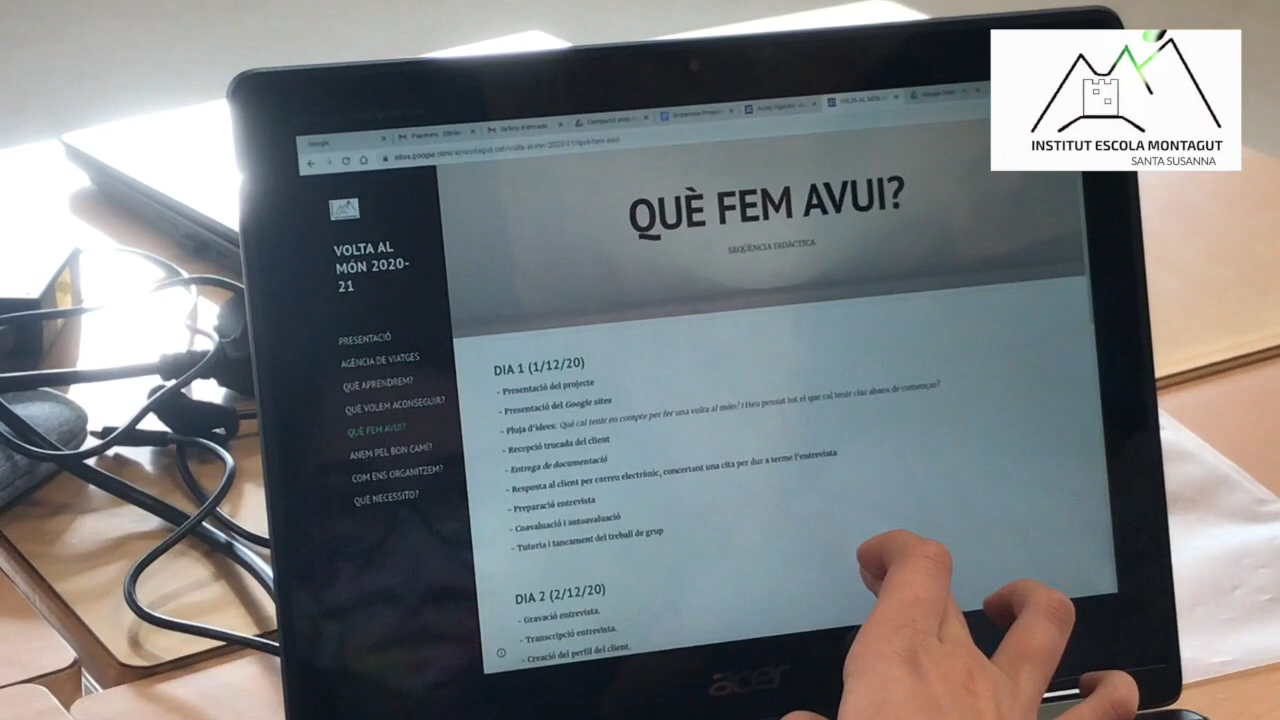 INSTITUT ESCOLA MONTAGUT
SANTA SUSANNA
Google
VOLTA AL MÓN
VOLTA AL
MÓN 2020-
21
PRESENTACIÓ
AGÈNCIA DE VIATGES
QUÈ APRENDREM?
QUÈ VOLEM ACONSEGUIR?
QUÈ FEM AVUI?
ANEM PEL BON CAMÍ?
COM ENS ORGANITZEM?
QUÈ NECESSITO?
QUÈ FEM AVUI?
SEQÜÈNCIA DIDÀCTICA
DIA 1 (1/12/20)
- Presentació del projecte
- Presentació del Google sites
- Pluja d'idees: Què cal tenir en compte per fer una volta al món? i Heu pensat tot el que cal tenir clar abans de començar?
- Recepció trucada del client
- Entrega de documentació
- Resposta al client per correu electrònic, concertant una cita per dur a terme l'entrevista
- Preparació entrevista
- Coavaluació i autoavaluació
- Tutoria i tancament del treball de grup
DIA 2 (2/12/20)
- Gravació entrevista.
- Transcripció entrevista.
- Creació del perfil del client.
acer